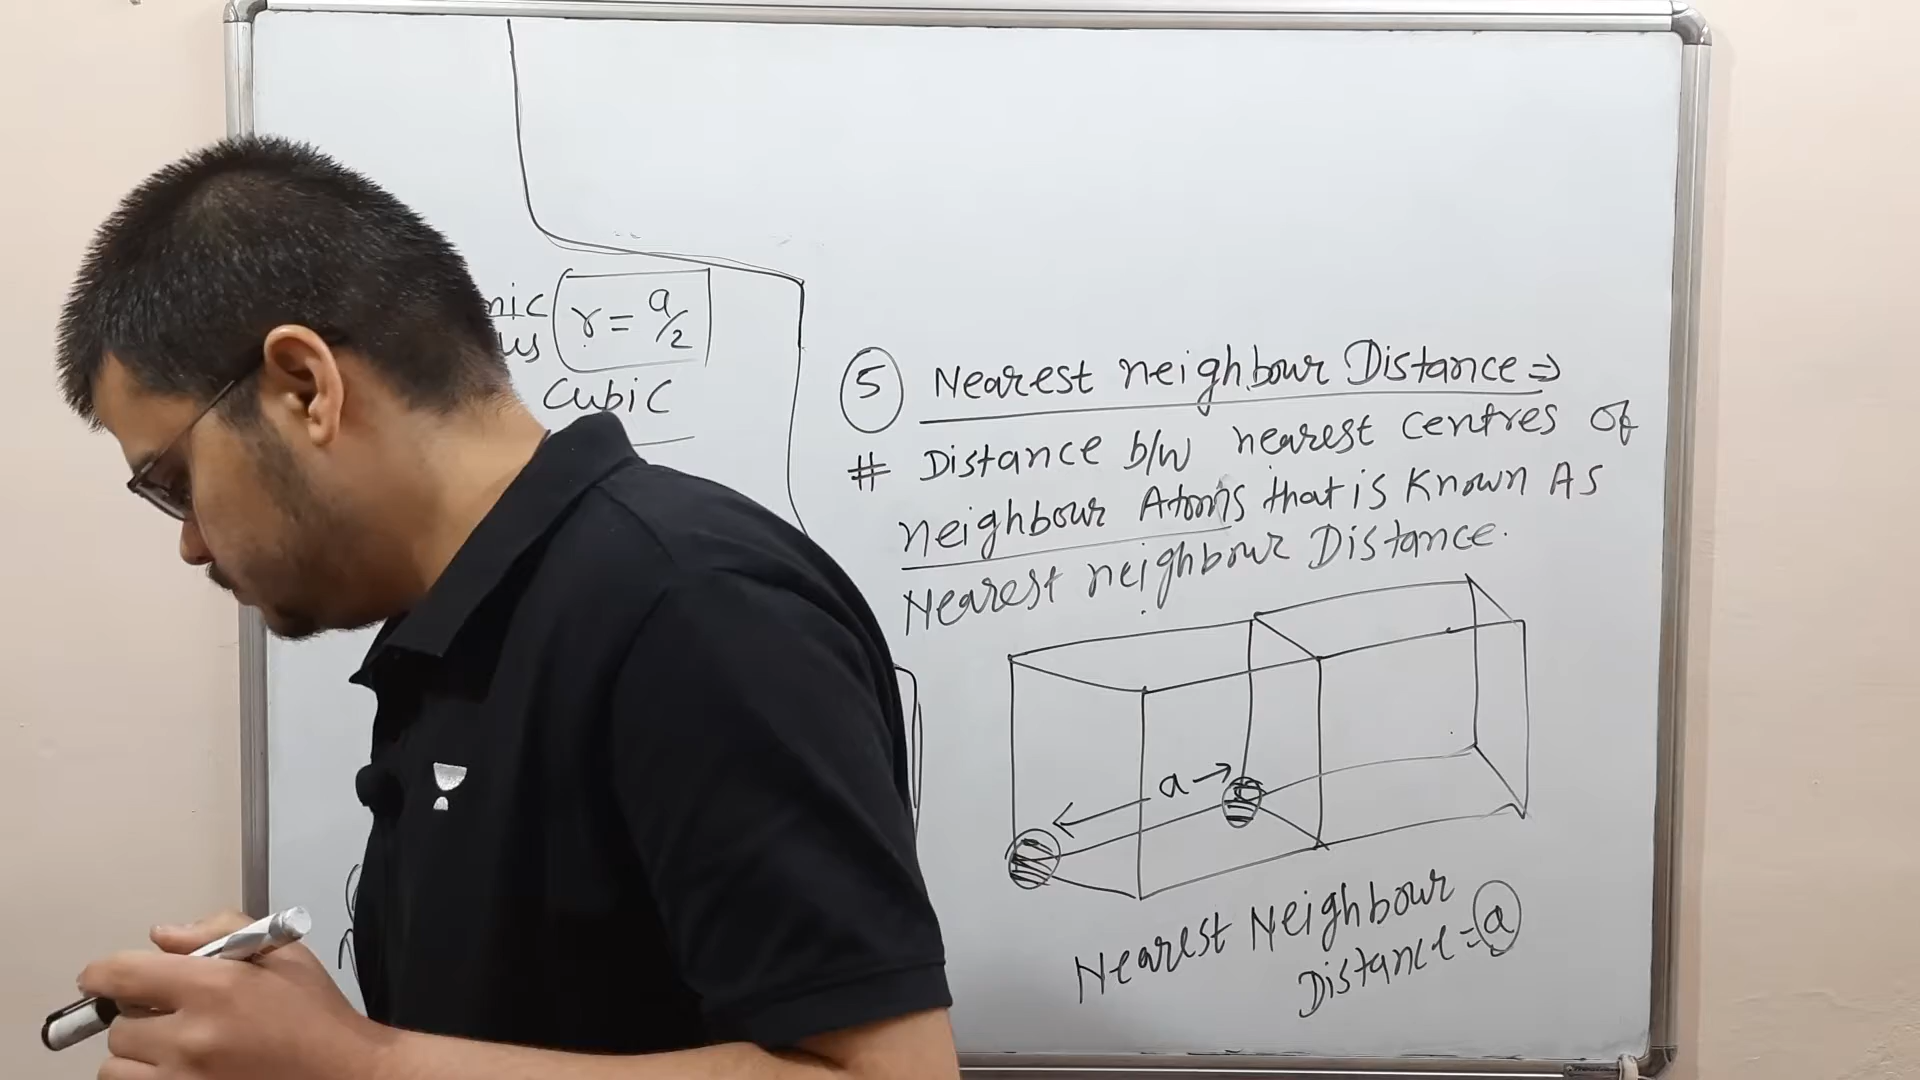 r = a/2
Cubic
5 Nearest neighbour Distance ⇒
# Distance b/w nearest centres of
neighbour Atoms that is Known As
Nearest neighbour Distance.
← a →
Nearest Neighbour
Distance = a